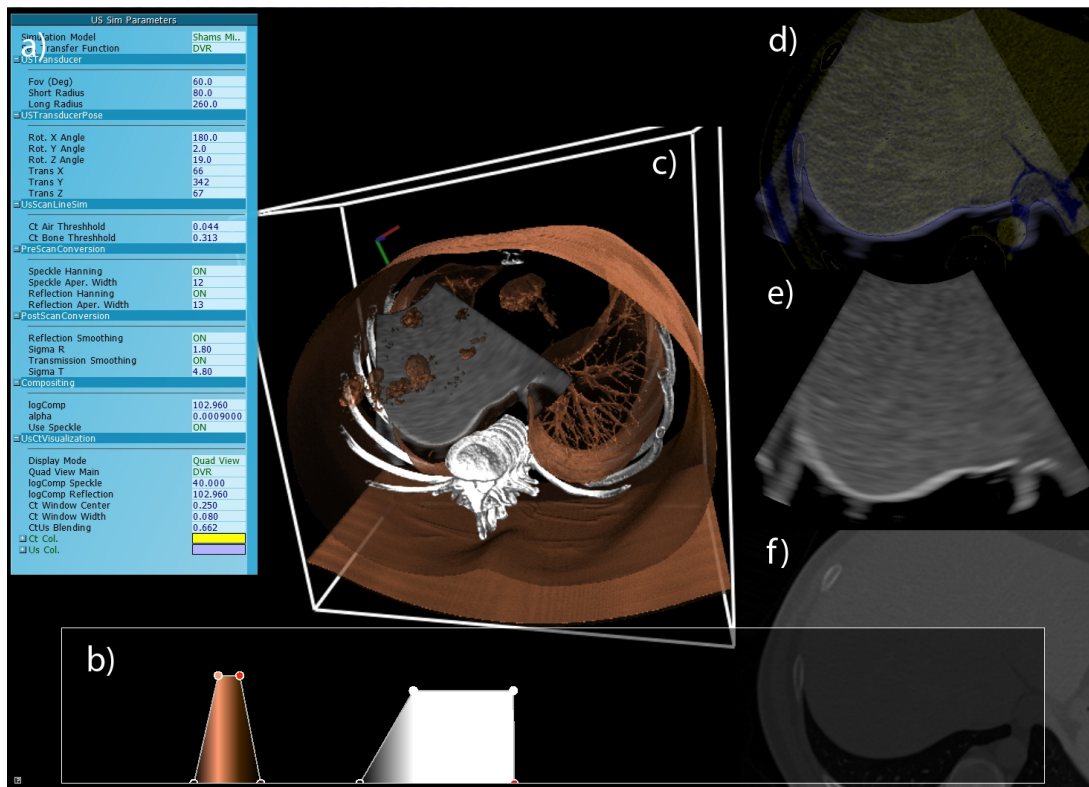 US Sim Parameters
a)
Simulation Model Shams Mi..
Transfer Function DVR
USTransducer
Fov (Deg) 60.0
Short Radius 80.0
Long Radius 260.0
USTransducerPose
Rot. X Angle 180.0
Rot. Y Angle 2.0
Rot. Z Angle 19.0
Trans X 66
Trans Y 342
Trans Z 67
UsScanLineSim
Ct Air Threshhold 0.044
Ct Bone Threshhold 0.313
PreScanConversion
Speckle Hanning ON
Speckle Aper. Width 12
Reflection Hanning ON
Reflection Aper. Width 13
PostScanConversion
Reflection Smoothing ON
Sigma R 1.80
Transmission Smoothing ON
Sigma T 4.80
Compositing
logComp 102.960
alpha 0.0009000
Use Speckle ON
UsCtVisualization
Display Mode Quad View
Quad View Main DVR
logComp Speckle 40.000
logComp Reflection 102.960
Ct Window Center 0.250
Ct Window Width 0.080
CtUs Blending 0.662
Ct Col.
Us Col.
b)
c)
d)
e)
f)